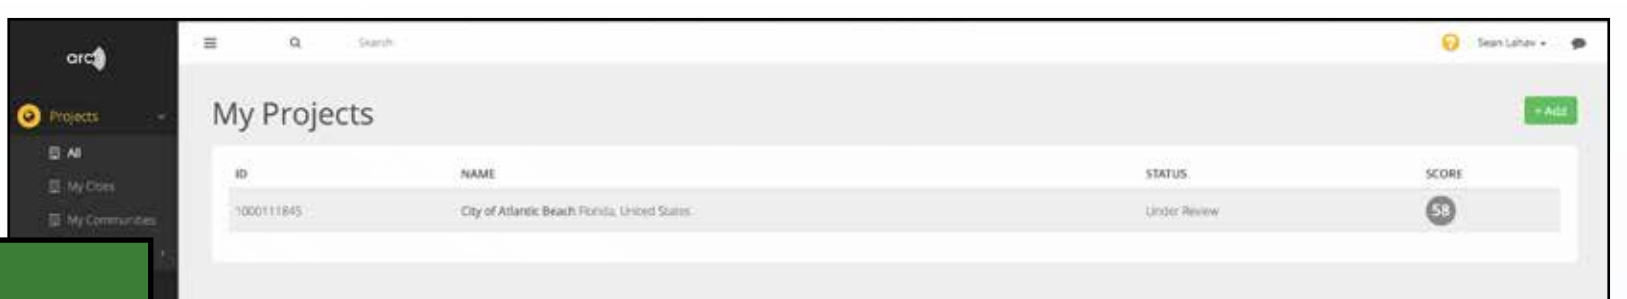 arc
Search
Sean Lahav
Projects
My Projects
+ Add
All
My Cities
My Communities
ID NAME STATUS SCORE
1000111845 City of Atlantic Beach Florida, United States Under Review 58